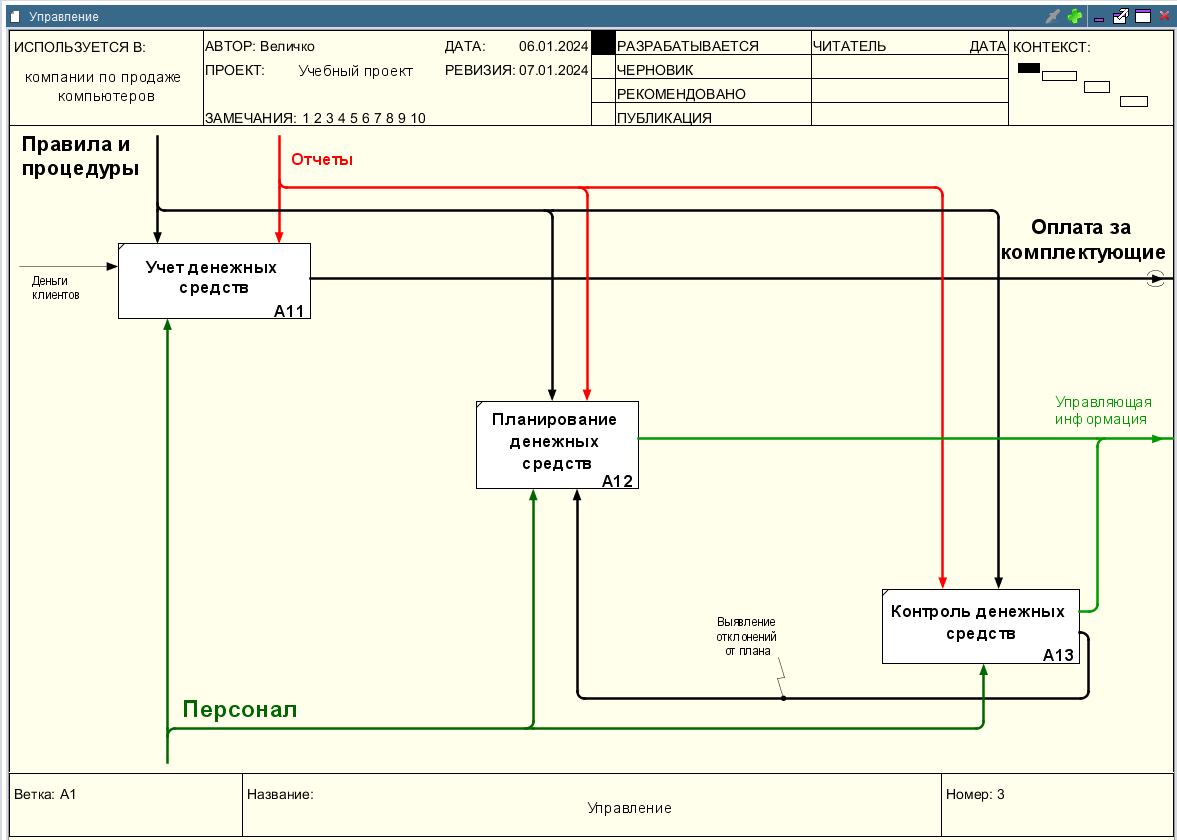 Управление
ИСПОЛЬЗУЕТСЯ В:
компании по продаже
компьютеров
АВТОР: Величко
ДАТА: 06.01.2024
ПРОЕКТ: Учебный проект
РЕВИЗИЯ: 07.01.2024
ЗАМЕЧАНИЯ: 1 2 3 4 5 6 7 8 9 10
РАЗРАБАТЫВАЕТСЯ
ЧЕРНОВИК
РЕКОМЕНДОВАНО
ПУБЛИКАЦИЯ
ЧИТАТЕЛЬ ДАТА
КОНТЕКСТ:
Правила и
процедуры
Отчеты
Оплата за
комплектующие
Деньги
клиентов
Учет денежных
средств
A11
Планирование
денежных
средств
A12
Управляющая
информация
Контроль денежных
средств
A13
Выявление
отклонений
от плана
Персонал
Ветка: A1
Название:
Управление
Номер: 3